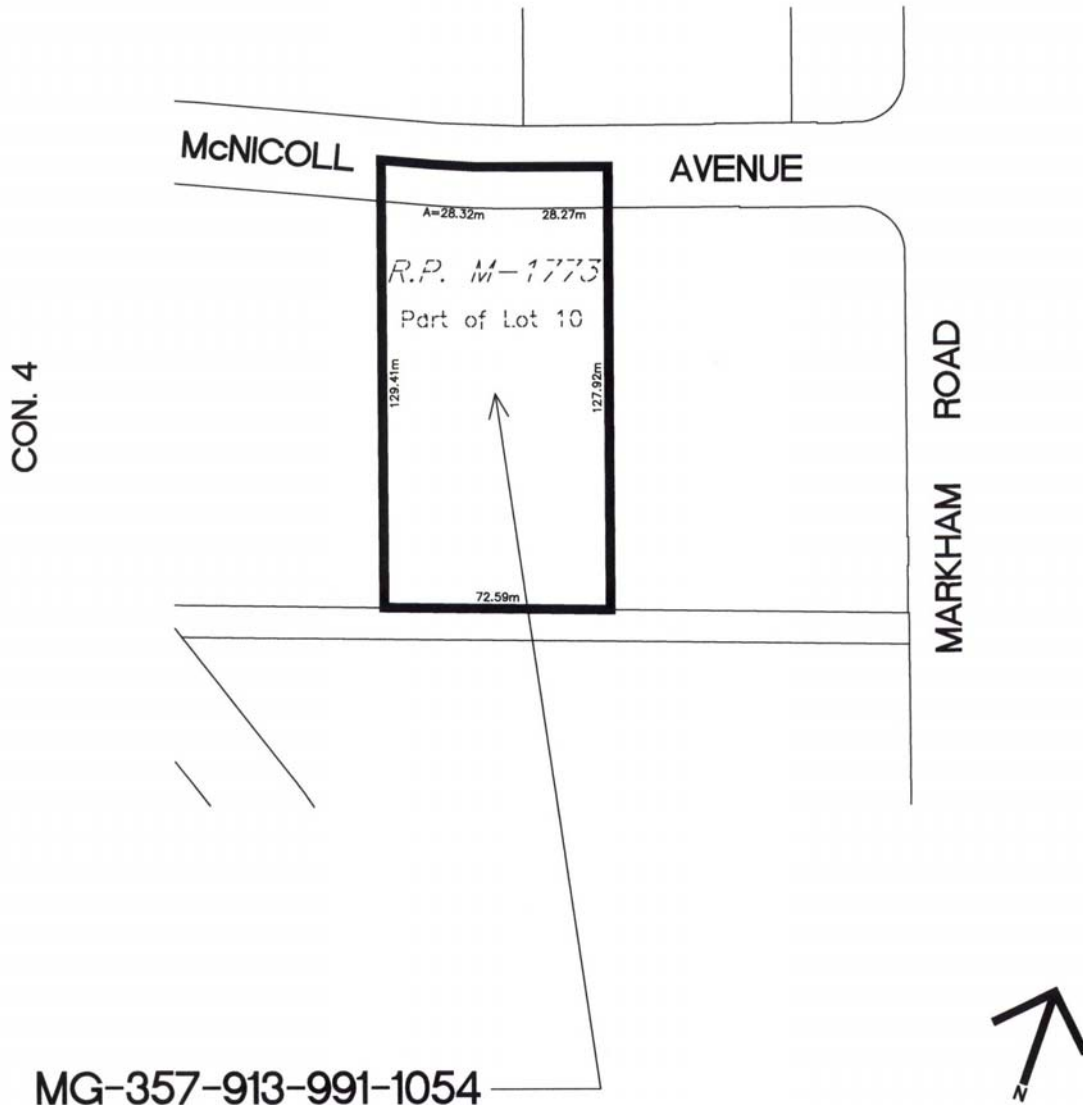 McNICOLL AVENUE
A=28.32m 28.27m
R.P. M-1773
Part of Lot 10
129.41m
127.92m
72.59m
CON. 4
MARKHAM ROAD
MG-357-913-991-1054
N